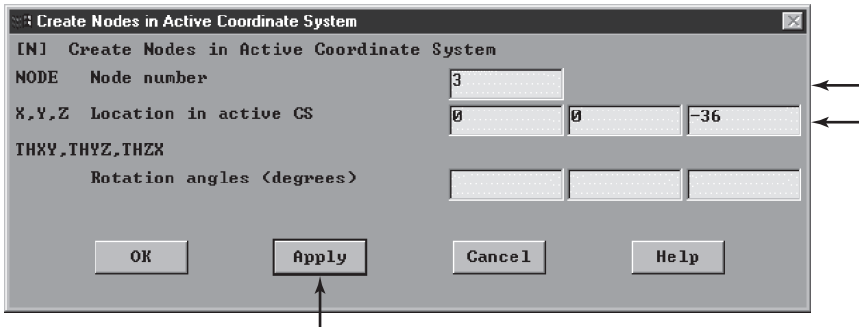 Create Nodes in Active Coordinate System
[N] Create Nodes in Active Coordinate System
NODE Node number 3
X,Y,Z Location in active CS 0 0 -36
THXY,THYZ,THZX
Rotation angles (degrees)
OK Apply Cancel Help